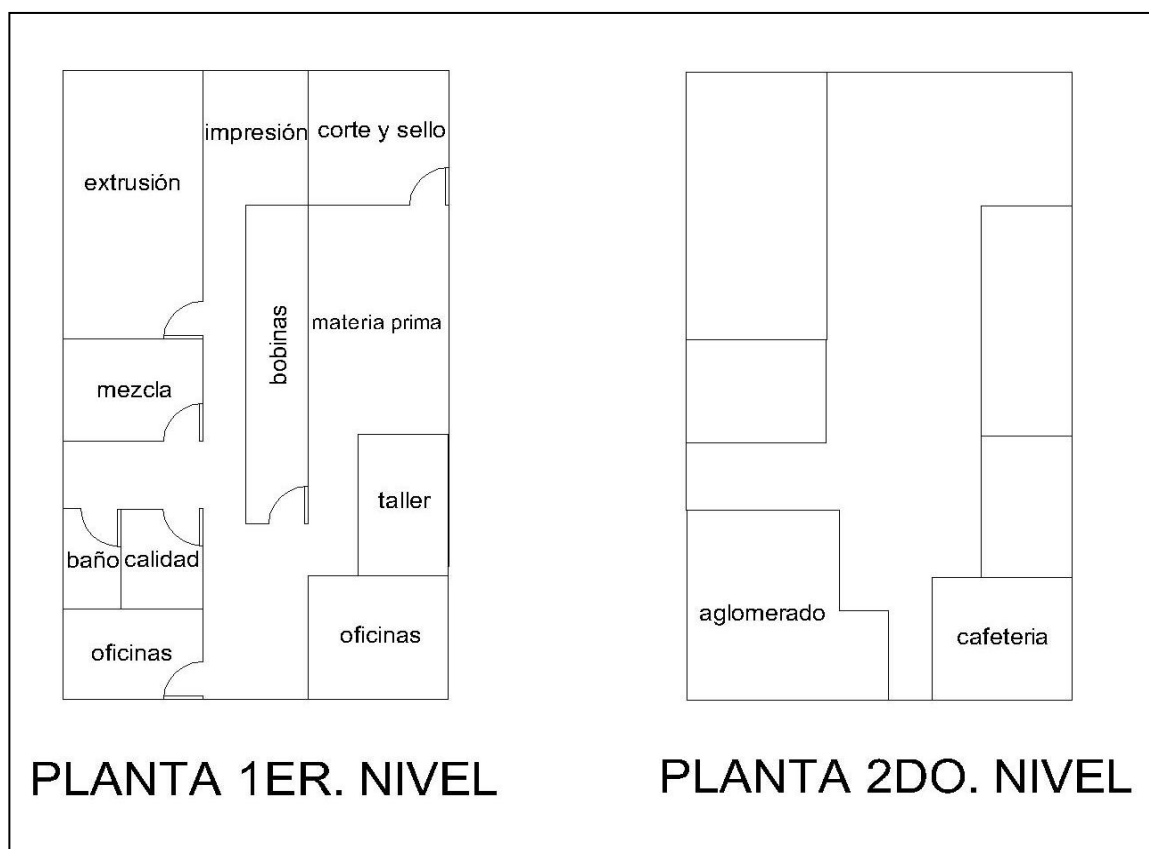 impresión
corte y sello
extrusión
bobinas
materia prima
mezcla
taller
baño
calidad
oficinas
oficinas
PLANTA 1ER. NIVEL
aglomerado
cafeteria
PLANTA 2DO. NIVEL